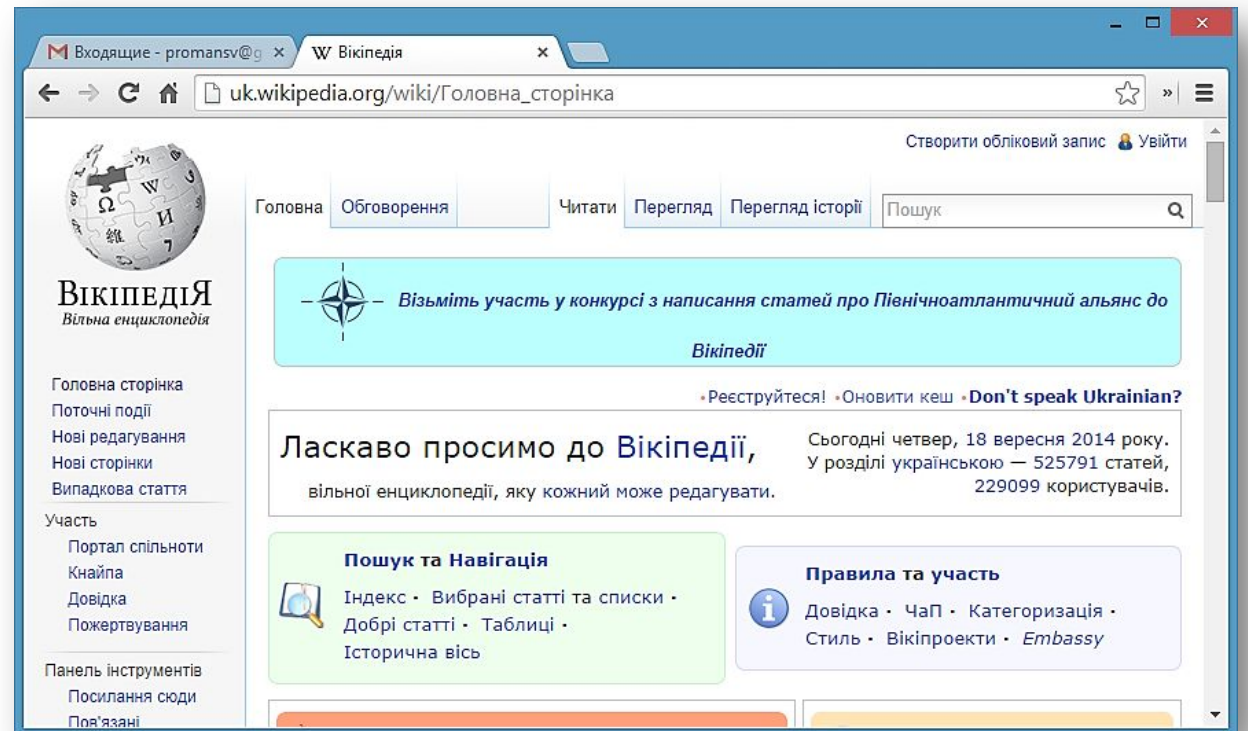 Входящие - promansv@g
Вікіпедія
uk.wikipedia.org/wiki/Головна_сторінка
Створити обліковий запис Увійти
Головна Обговорення Читати Перегляд Перегляд історії Пошук
ВікіпедіЯ
Вільна енциклопедія
Візьміть участь у конкурсі з написання статей про Північноатлантичний альянс до
Вікіпедії
•Реєструйтеся! •Оновити кеш •Don't speak Ukrainian?
Ласкаво просимо до Вікіпедії,
вільної енциклопедії, яку кожний може редагувати.
Сьогодні четвер, 18 вересня 2014 року.
У розділі українською — 525791 статей,
229099 користувачів.
Головна сторінка
Поточні події
Нові редагування
Нові сторінки
Випадкова стаття
Участь
Портал спільноти
Кнайпа
Довідка
Пожертвування
Панель інструментів
Посилання сюди
Пов'язані
Пошук та Навігація
Індекс · Вибрані статті та списки ·
Добрі статті · Таблиці ·
Історична вісь
Правила та участь
Довідка · ЧаП · Категоризація ·
Стиль · Вікіпроекти · Embassy